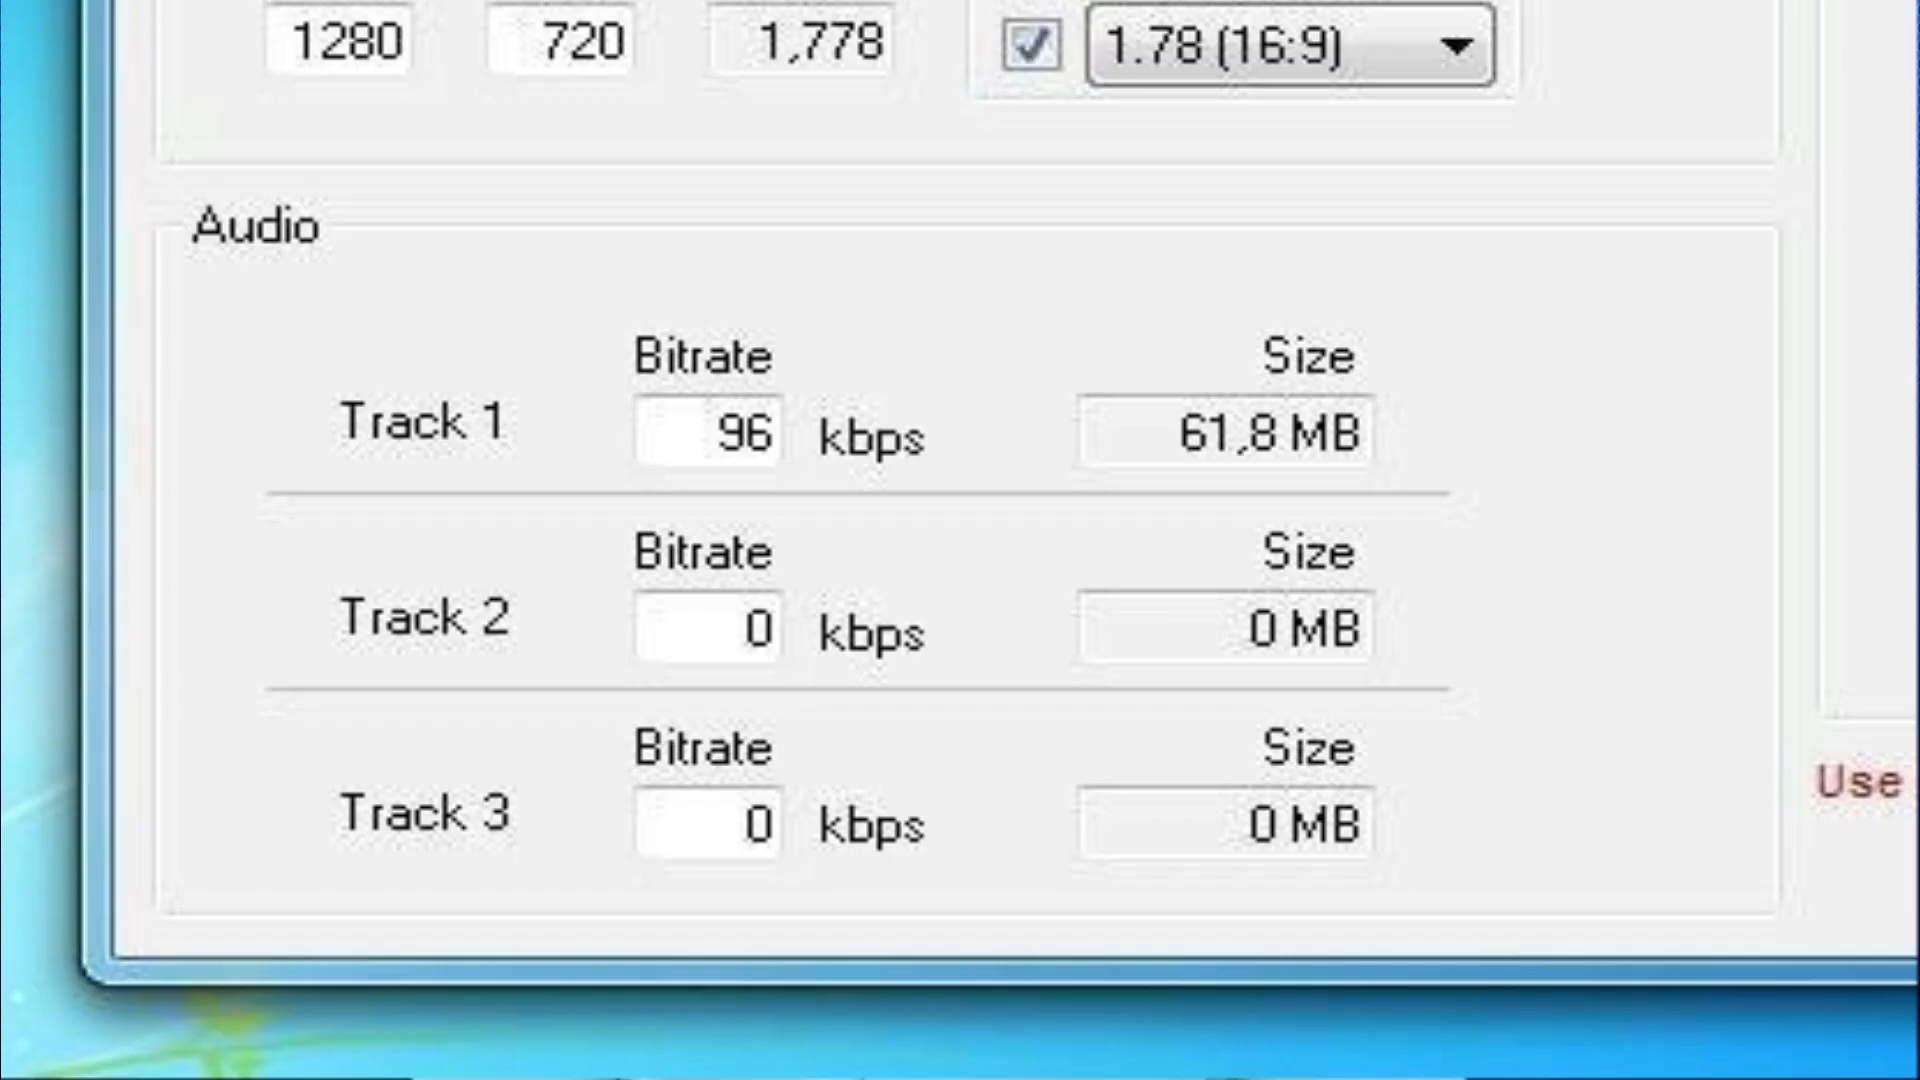 1280 720 1,778 1.78 (16:9)
Audio
Bitrate Size
Track 1 96 kbps 61,8 MB
Bitrate Size
Track 2 0 kbps 0 MB
Bitrate Size
Track 3 0 kbps 0 MB
Use